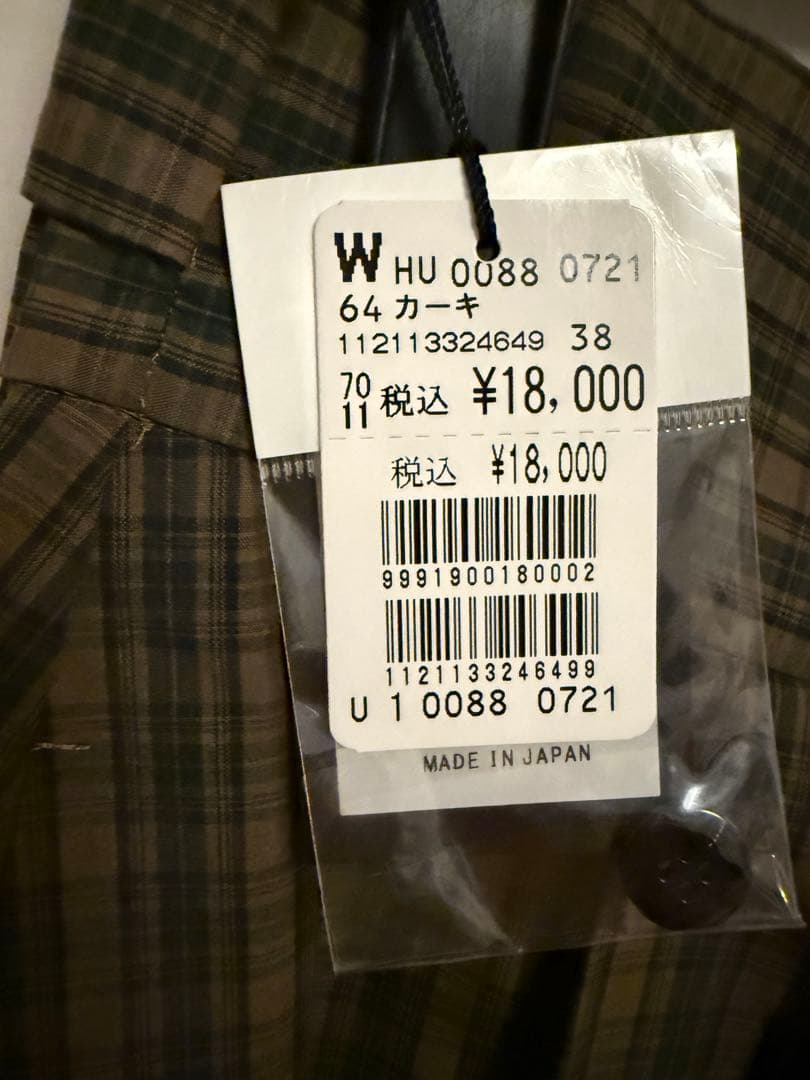 W HU 0088 0721
64 カーキ
112113324649 38
70
11 税込 ¥18,000
税込 ¥18,000
9991900180002
1121133246499
U 1 0088 0721
MADE IN JAPAN